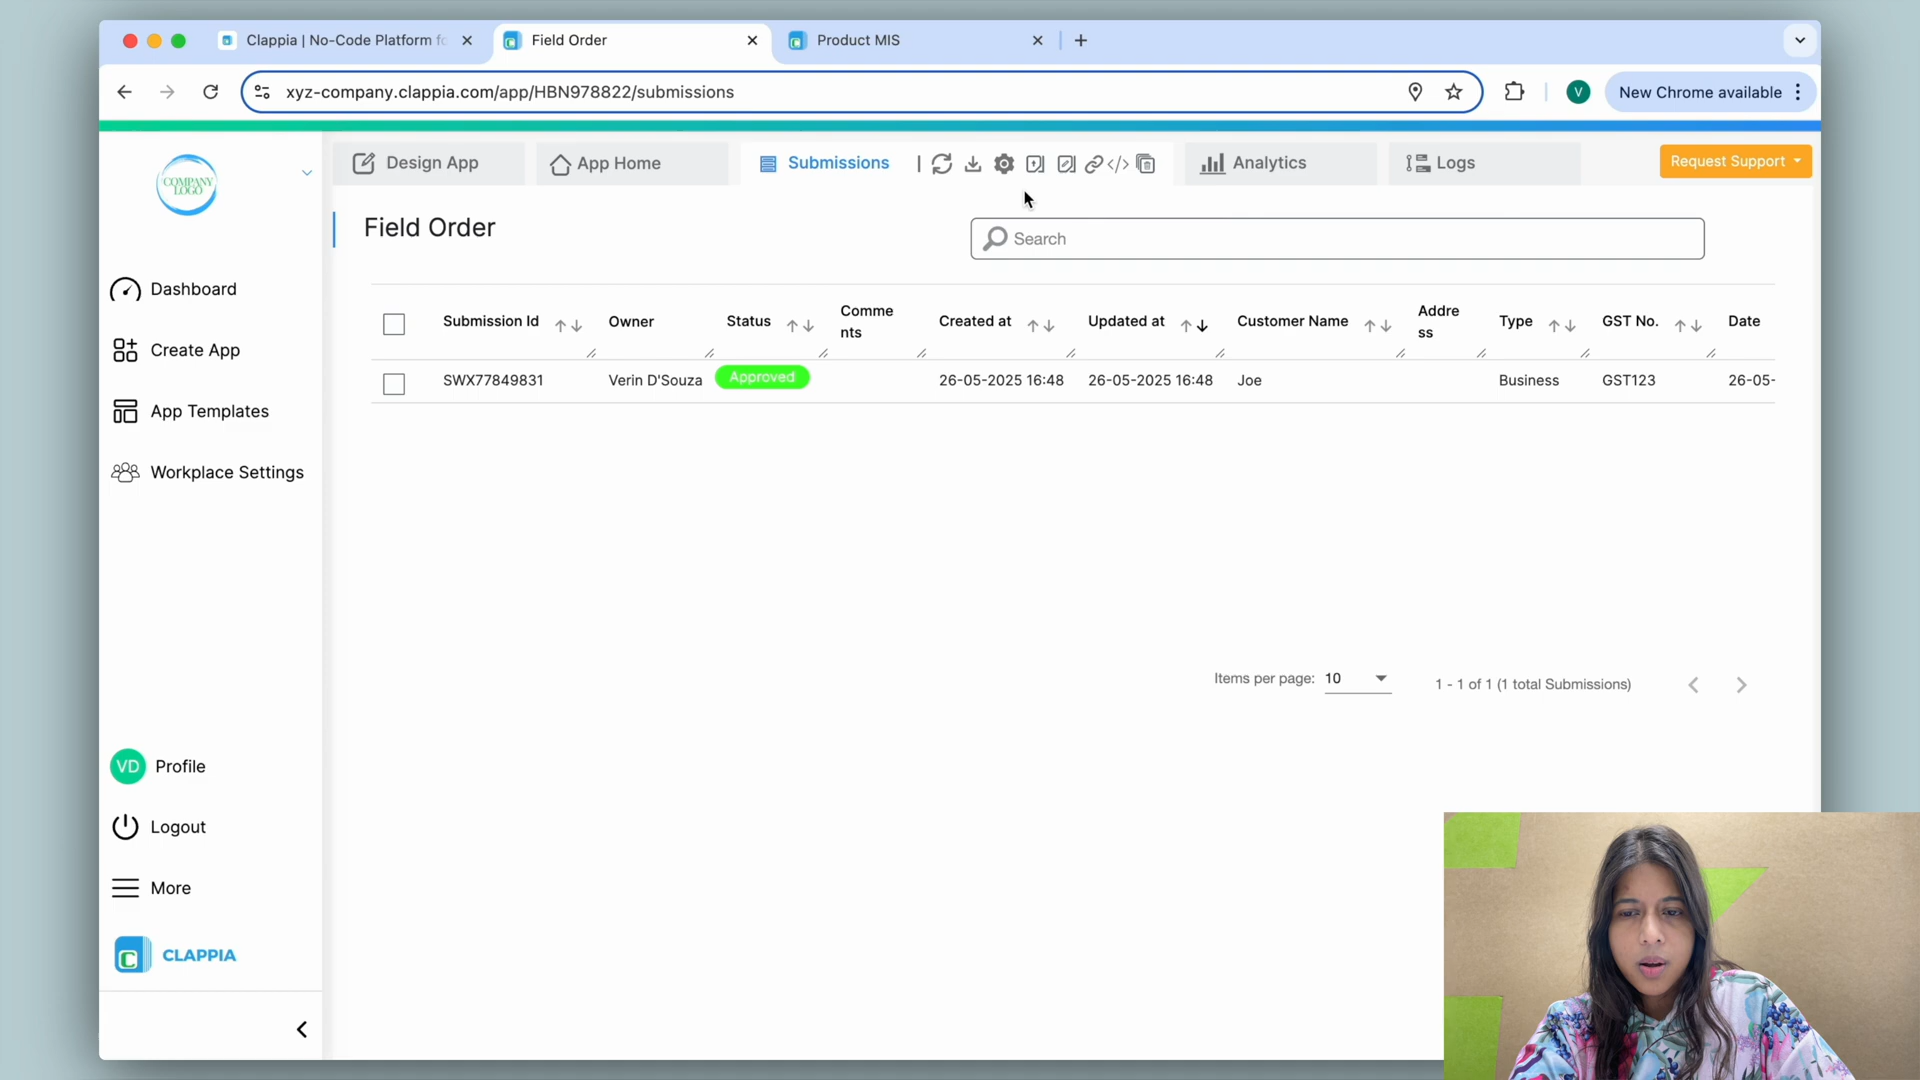 Clappia | No-Code Platform fo
Field Order
Product MIS
xyz-company.clappia.com/app/HBN978822/submissions
V
New Chrome available
COMPANY
LOGO
Design App
App Home
Submissions
Analytics
Logs
Request Support
Field Order
Search
Dashboard
Create App
App Templates
Workplace Settings
Submission Id
Owner
Status
Comme
nts
Created at
Updated at
Customer Name
Addre
ss
Type
GST No.
Date
SWX77849831
Verin D'Souza
Approved
26-05-2025 16:48
26-05-2025 16:48
Joe
Business
GST123
26-05-
Items per page:
10
1 - 1 of 1 (1 total Submissions)
VD
Profile
Logout
More
CLAPPIA